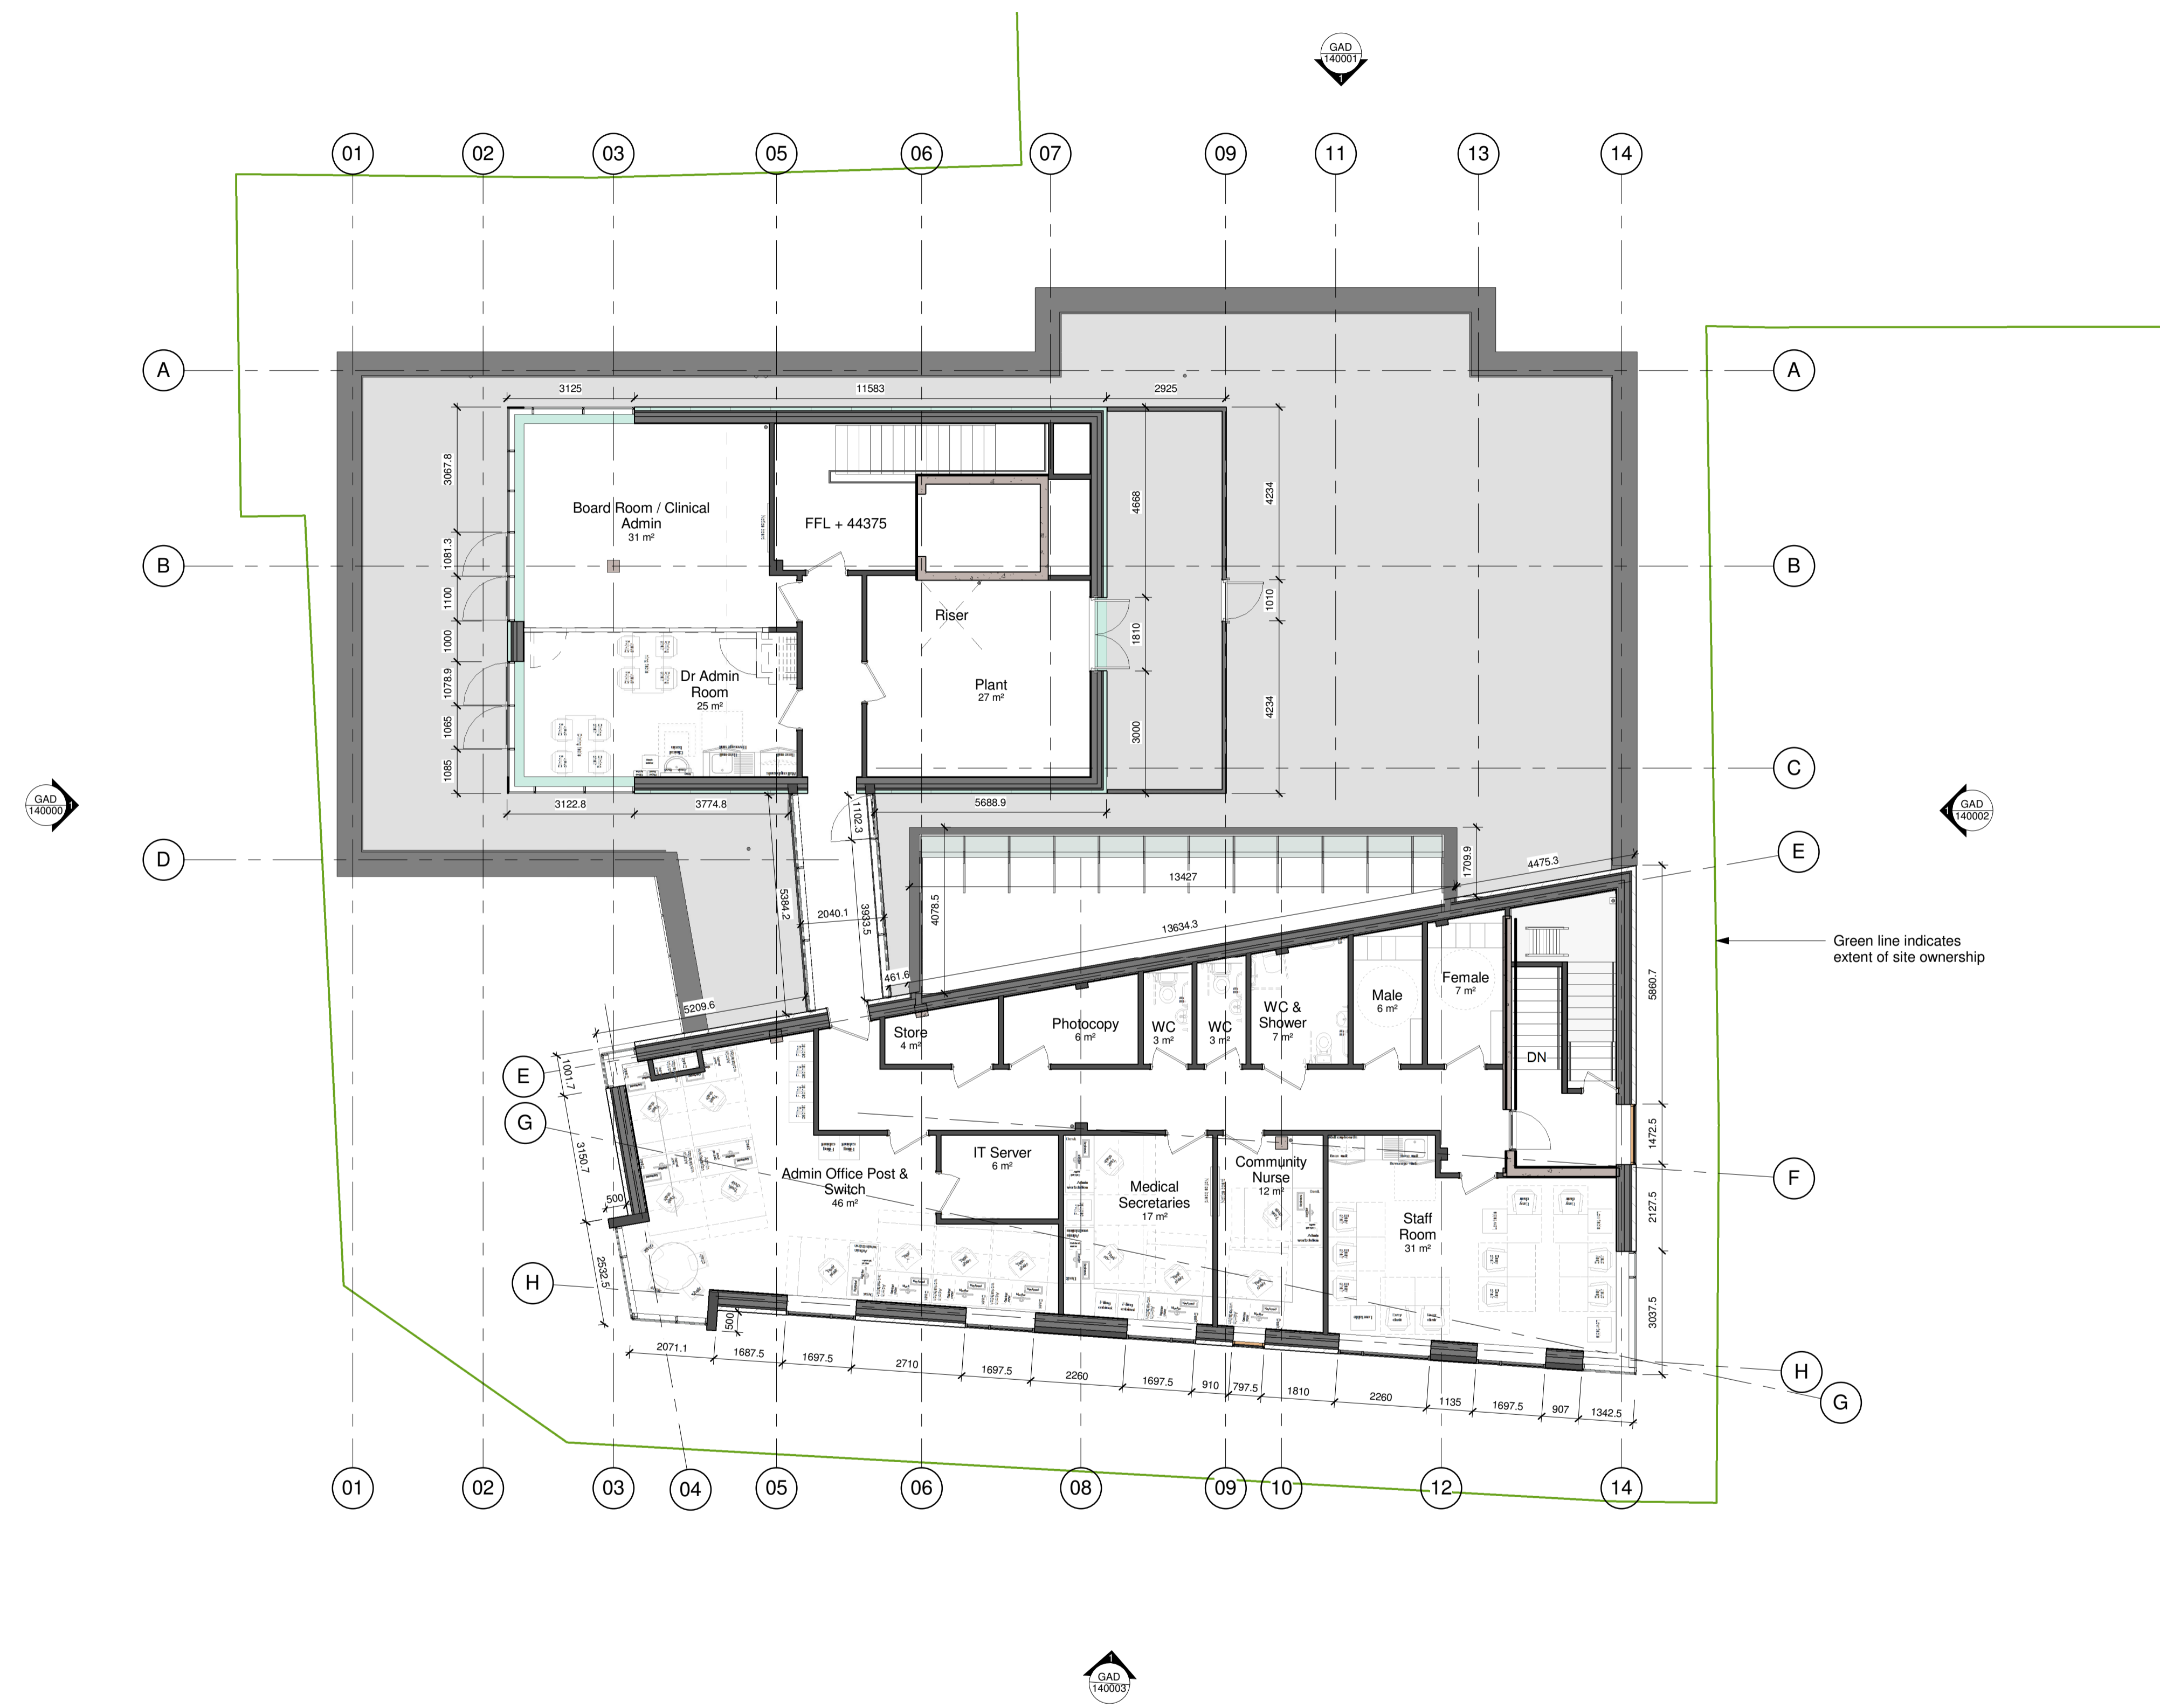 GAD
140001
1
01
02
03
05
06
07
09
11
13
14
A
A
3125
11583
2925
3067.8
1081.3
1100
1000
1078.9
1065
1085
Board Room / Clinical
Admin
31 m²
FFL + 44375
4668
1810
3000
4234
1010
4234
B
B
Riser
Plant
27 m²
Dr Admin
Room
25 m²
C
GAD
140000
1
GAD
140002
1
3122.8
3774.8
5688.9
1102.3
D
E
5384.2
2040.1
3933.5
461.6
4078.5
13427
13634.3
1709.9
4475.3
Green line indicates
extent of site ownership
5209.6
Store
4 m²
Photocopy
6 m²
WC
3 m²
WC
3 m²
WC &
Shower
7 m²
Male
6 m²
Female
7 m²
DN
5860.7
1472.5
2127.5
3037.5
E
G
1001.7
3150.7
500
2532.5
Admin Office Post &
Switch
46 m²
IT Server
6 m²
Medical
Secretaries
17 m²
Community
Nurse
12 m²
Staff
Room
31 m²
F
H
500
2071.1
1687.5
1697.5
2710
1697.5
2260
1697.5
910
797.5
1810
2260
1135
1697.5
907
1342.5
H
G
01
02
03
04
05
06
08
09
10
12
14
1
GAD
140003